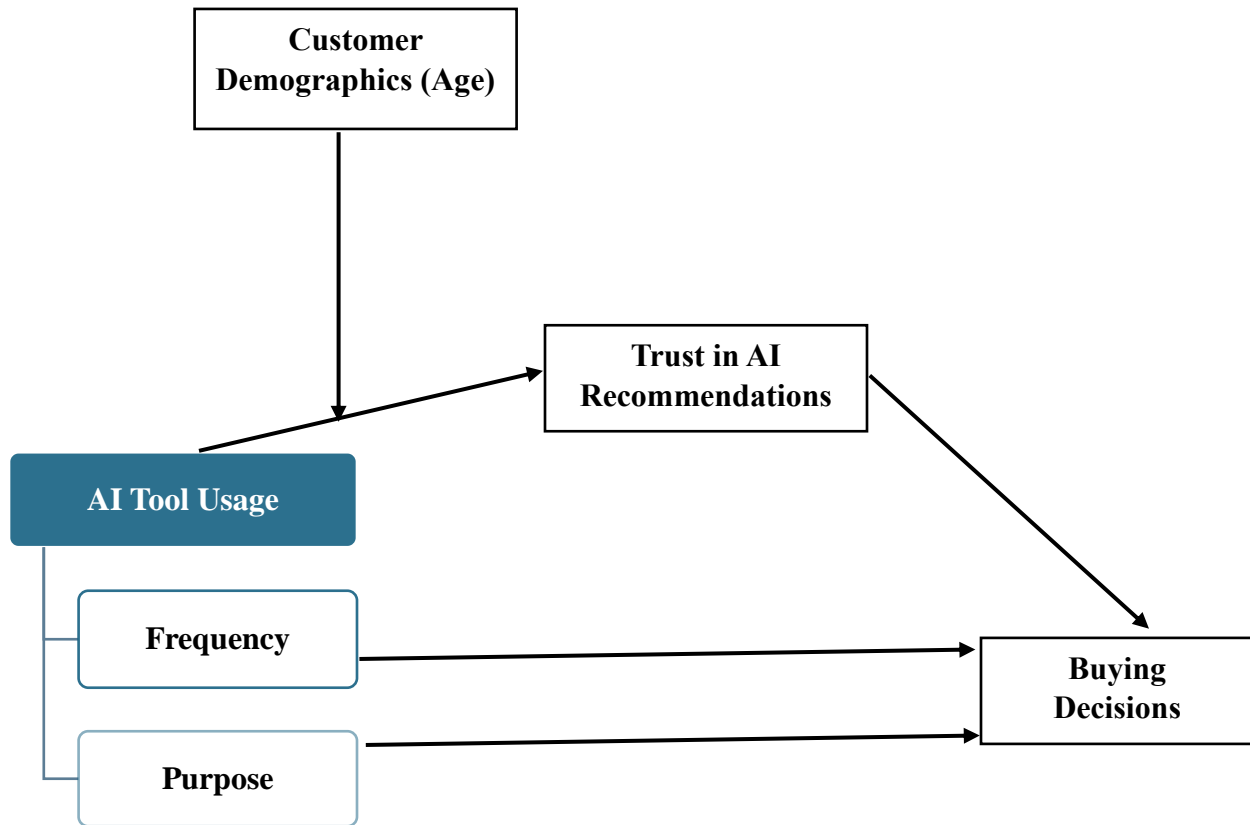 Customer
Demographics (Age)
Trust in AI
Recommendations
AI Tool Usage
Frequency
Purpose
Buying
Decisions